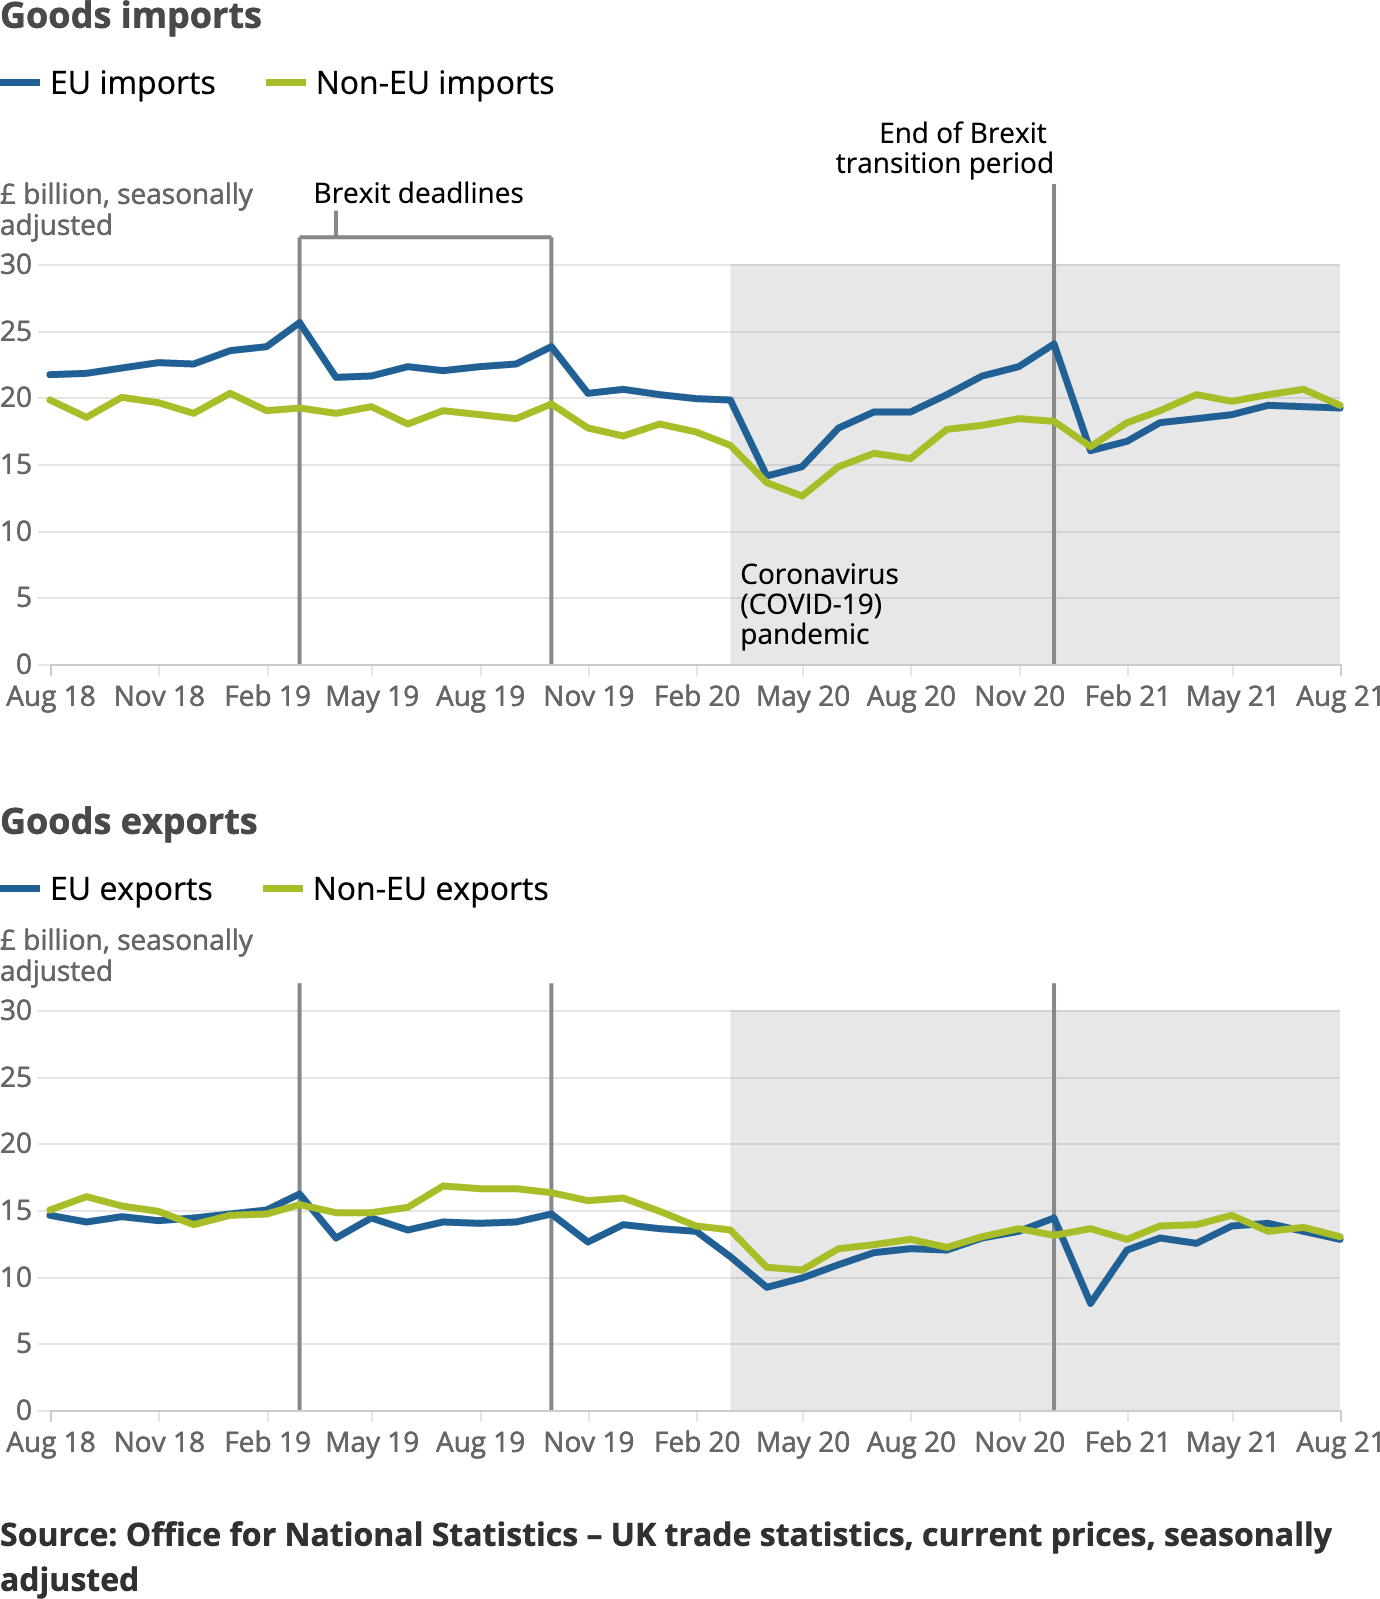 Goods imports
EU imports
Non-EU imports
End of Brexit
transition period
£ billion, seasonally
adjusted
Brexit deadlines
30
25
20
15
10
5
0
Coronavirus
(COVID-19)
pandemic
Aug 18 Nov 18 Feb 19 May 19 Aug 19 Nov 19 Feb 20 May 20 Aug 20 Nov 20 Feb 21 May 21 Aug 21
Goods exports
EU exports
Non-EU exports
£ billion, seasonally
adjusted
30
25
20
15
10
5
0
Aug 18 Nov 18 Feb 19 May 19 Aug 19 Nov 19 Feb 20 May 20 Aug 20 Nov 20 Feb 21 May 21 Aug 21
Source: Office for National Statistics – UK trade statistics, current prices, seasonally
adjusted